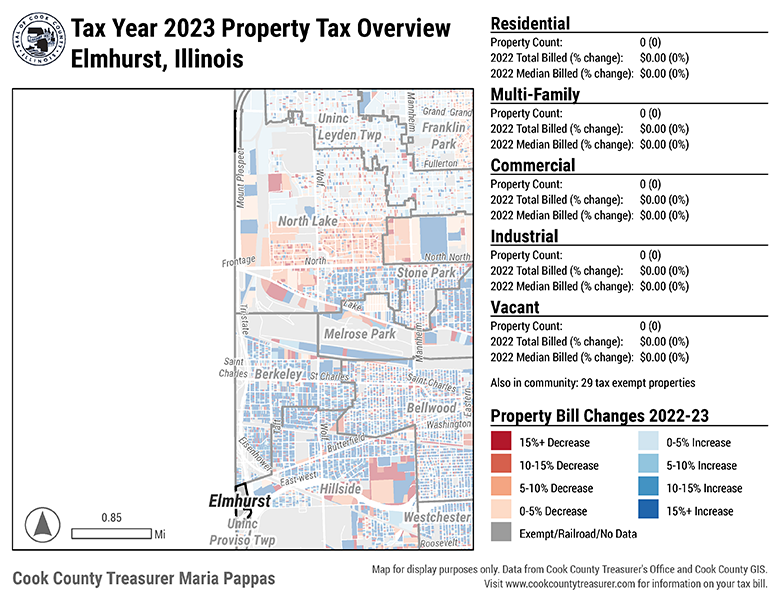 SEAL OF COOK COUNTY
ILLINOIS
Tax Year 2023 Property Tax Overview
Elmhurst, Illinois
Residential
Property Count: 0 (0)
2022 Total Billed (% change): $0.00 (0%)
2022 Median Billed (% change): $0.00 (0%)
Multi-Family
Property Count: 0 (0)
2022 Total Billed (% change): $0.00 (0%)
2022 Median Billed (% change): $0.00 (0%)
Commercial
Property Count: 0 (0)
2022 Total Billed (% change): $0.00 (0%)
2022 Median Billed (% change): $0.00 (0%)
Industrial
Property Count: 0 (0)
2022 Total Billed (% change): $0.00 (0%)
2022 Median Billed (% change): $0.00 (0%)
Vacant
Property Count: 0 (0)
2022 Total Billed (% change): $0.00 (0%)
2022 Median Billed (% change): $0.00 (0%)
Also in community: 29 tax exempt properties
Property Bill Changes 2022-23
15%+ Decrease
10-15% Decrease
5-10% Decrease
0-5% Decrease
Exempt/Railroad/No Data
0-5% Increase
5-10% Increase
10-15% Increase
15%+ Increase
Uninc
Leyden Twp
Mannheim
Grand Grand
Franklin
Park
Fullerton
Mount Prospect
Wolf
North Lake
Frontage
North
North North
Stone Park
Lake
Tri state
Melrose Park
Mannheim
Saint
Charles
Berkeley
St Charles
Saint Charles
Eastern
Bellwood
Washington
Taft
Wolf
Butterfield
Eisenhower
East-west
Hillside
Elmhurst
Uninc
Proviso Twp
Westchester
Roosevelt
0.85
Mi
Cook County Treasurer Maria Pappas
Map for display purposes only. Data from Cook County Treasurer's Office and Cook County GIS.
Visit www.cookcountytreasurer.com for information on your tax bill.